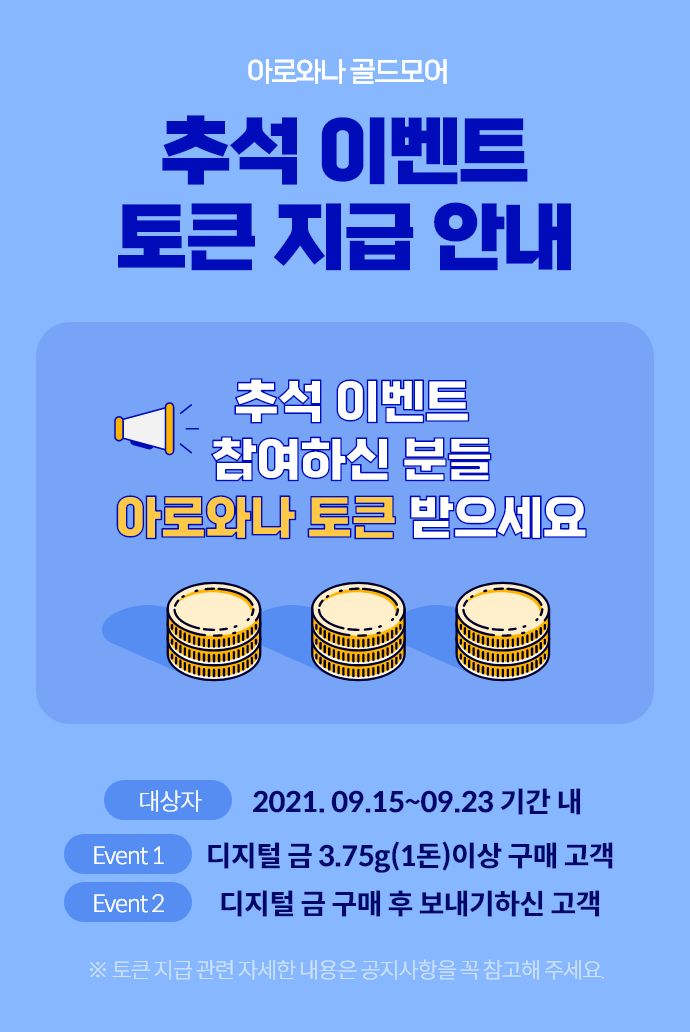 아로와나 골드모어
추석 이벤트
토큰 지급 안내
추석 이벤트
참여하신 분들
아로와나 토큰 받으세요
대상자 2021. 09.15~09.23 기간 내
Event 1 디지털 금 3.75g(1돈)이상 구매 고객
Event 2 디지털 금 구매 후 보내기하신 고객
※ 토큰 지급 관련 자세한 내용은 공지사항을 꼭 참고해 주세요.